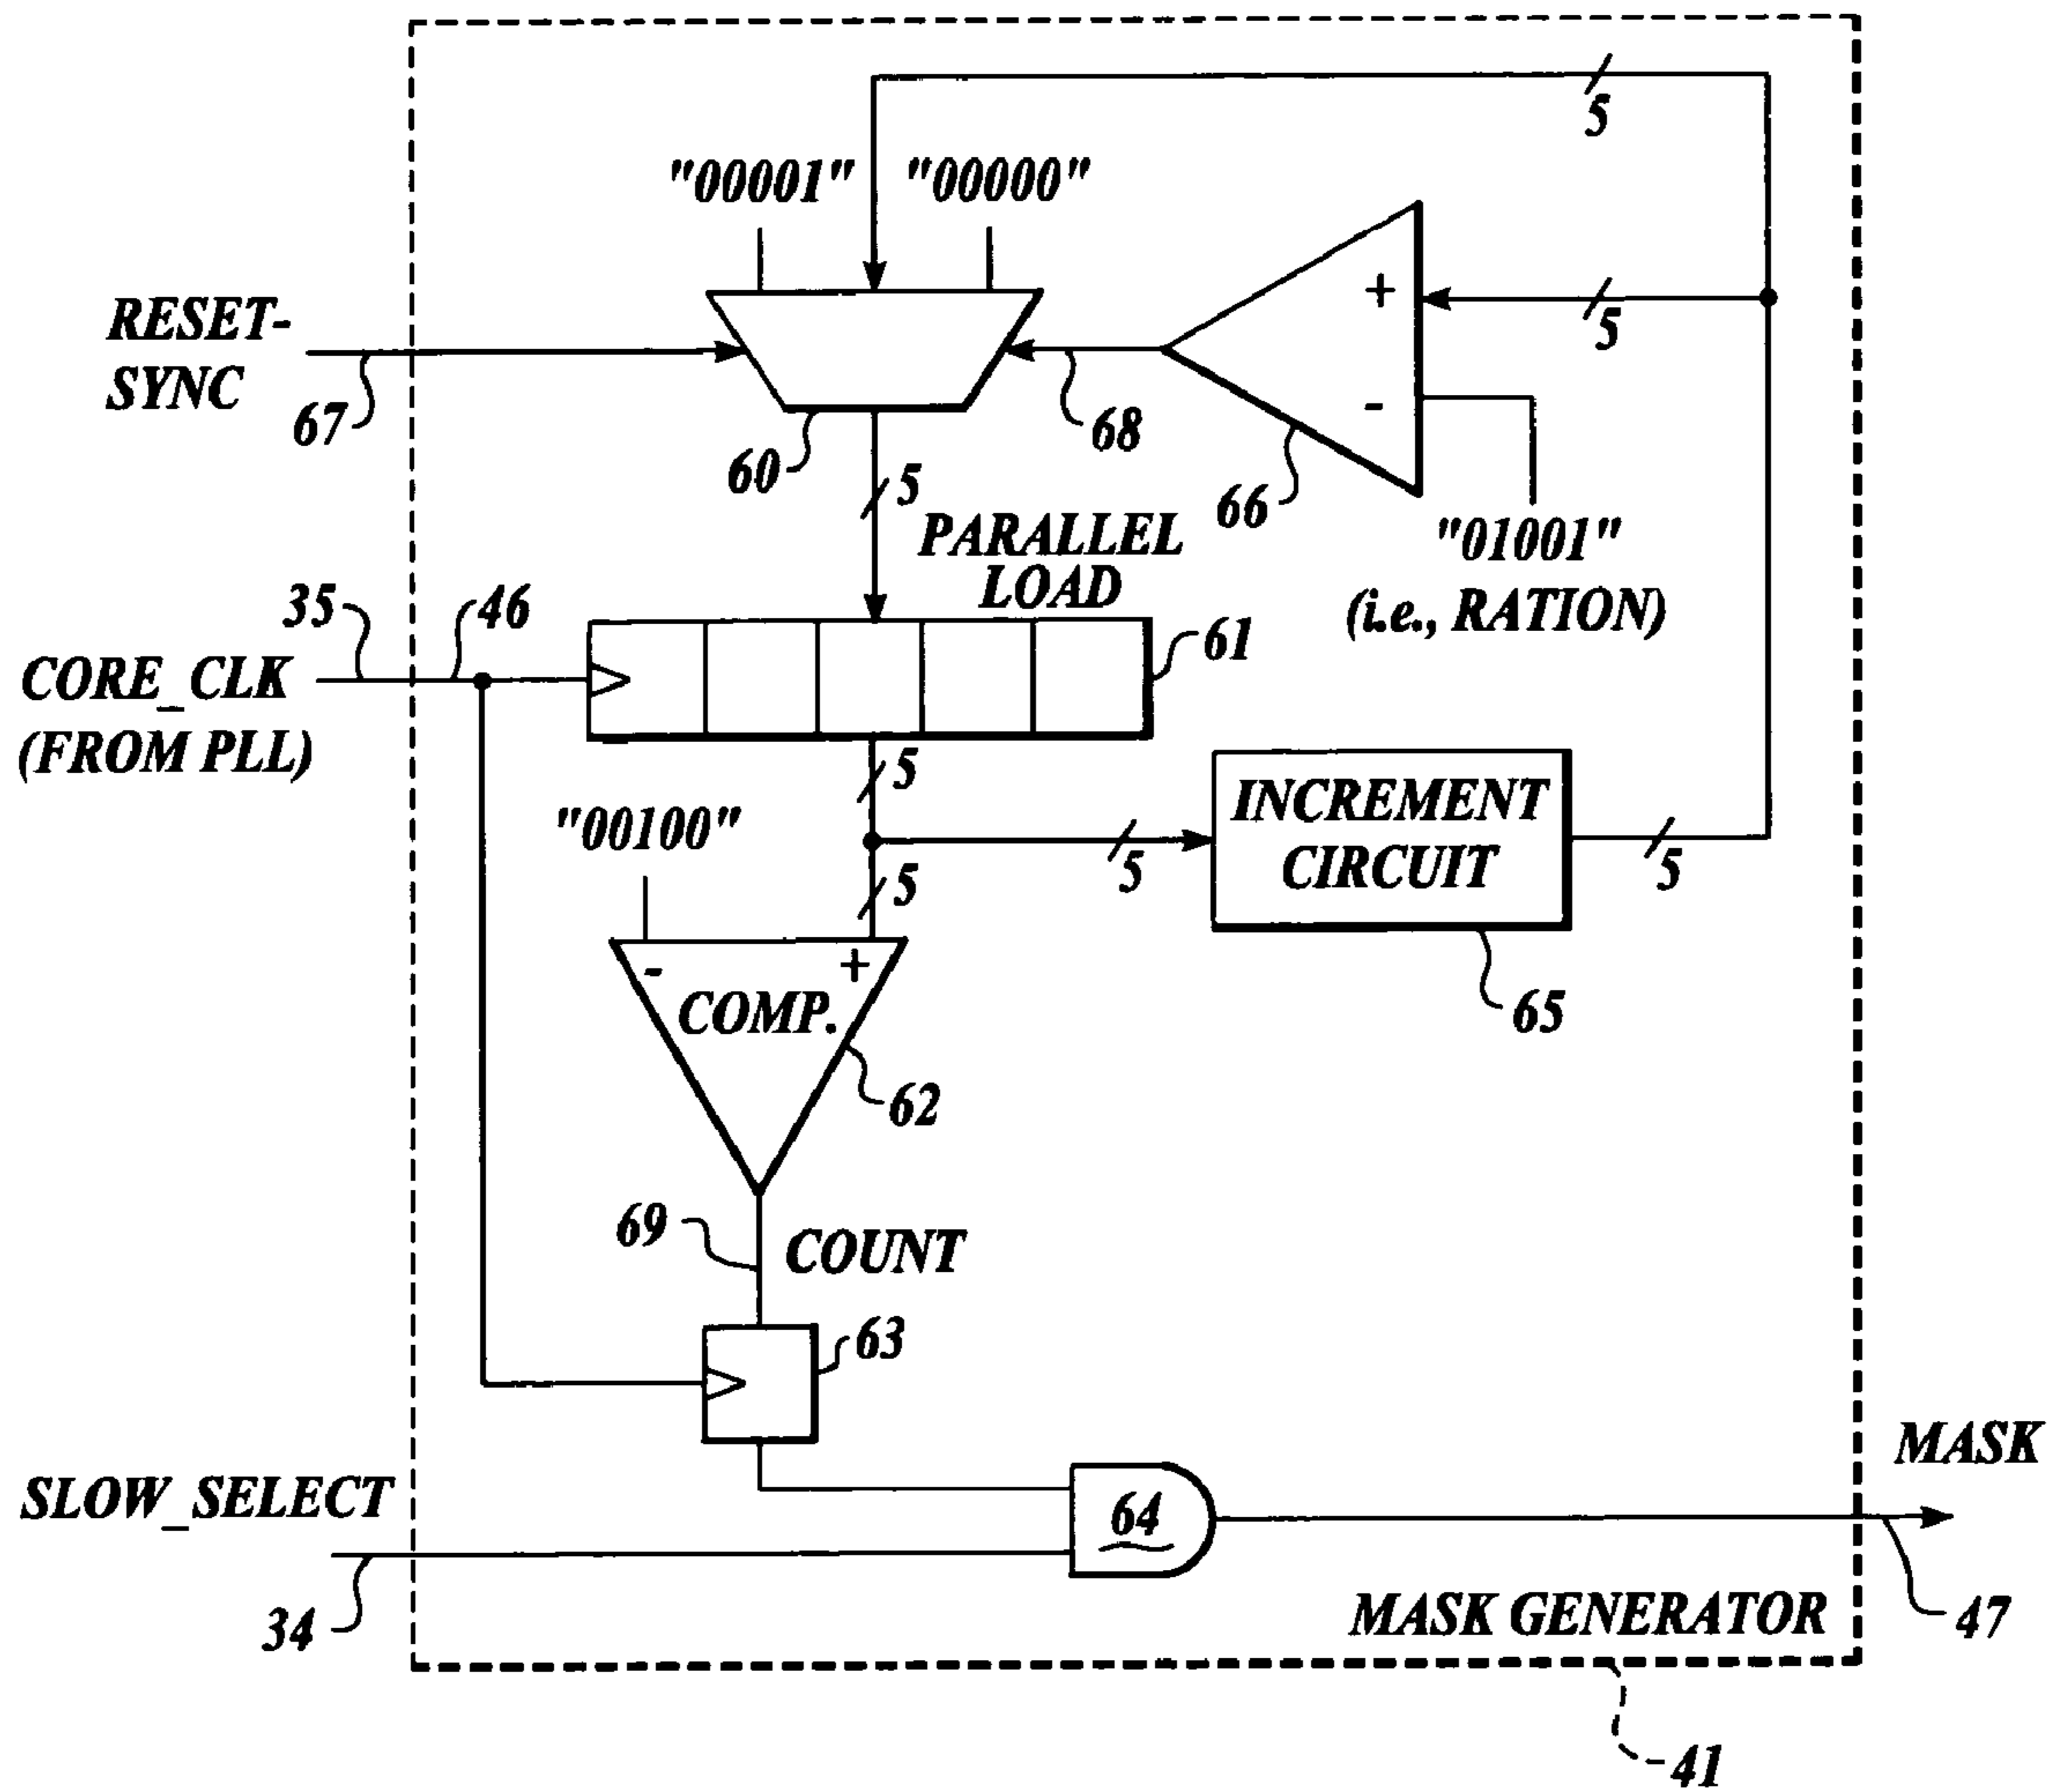 5
"00001" "00000"
+
5
RESET-
SYNC
67
60
68
66
-
5
"01001"
(i.e., RATION)
PARALLEL
LOAD
35
46
61
CORE_CLK
(FROM PLL)
5
"00100"
5
5
INCREMENT
CIRCUIT
5
65
- +
COMP.
62
69
COUNT
63
MASK
SLOW_SELECT
64
34
MASK GENERATOR
47
41